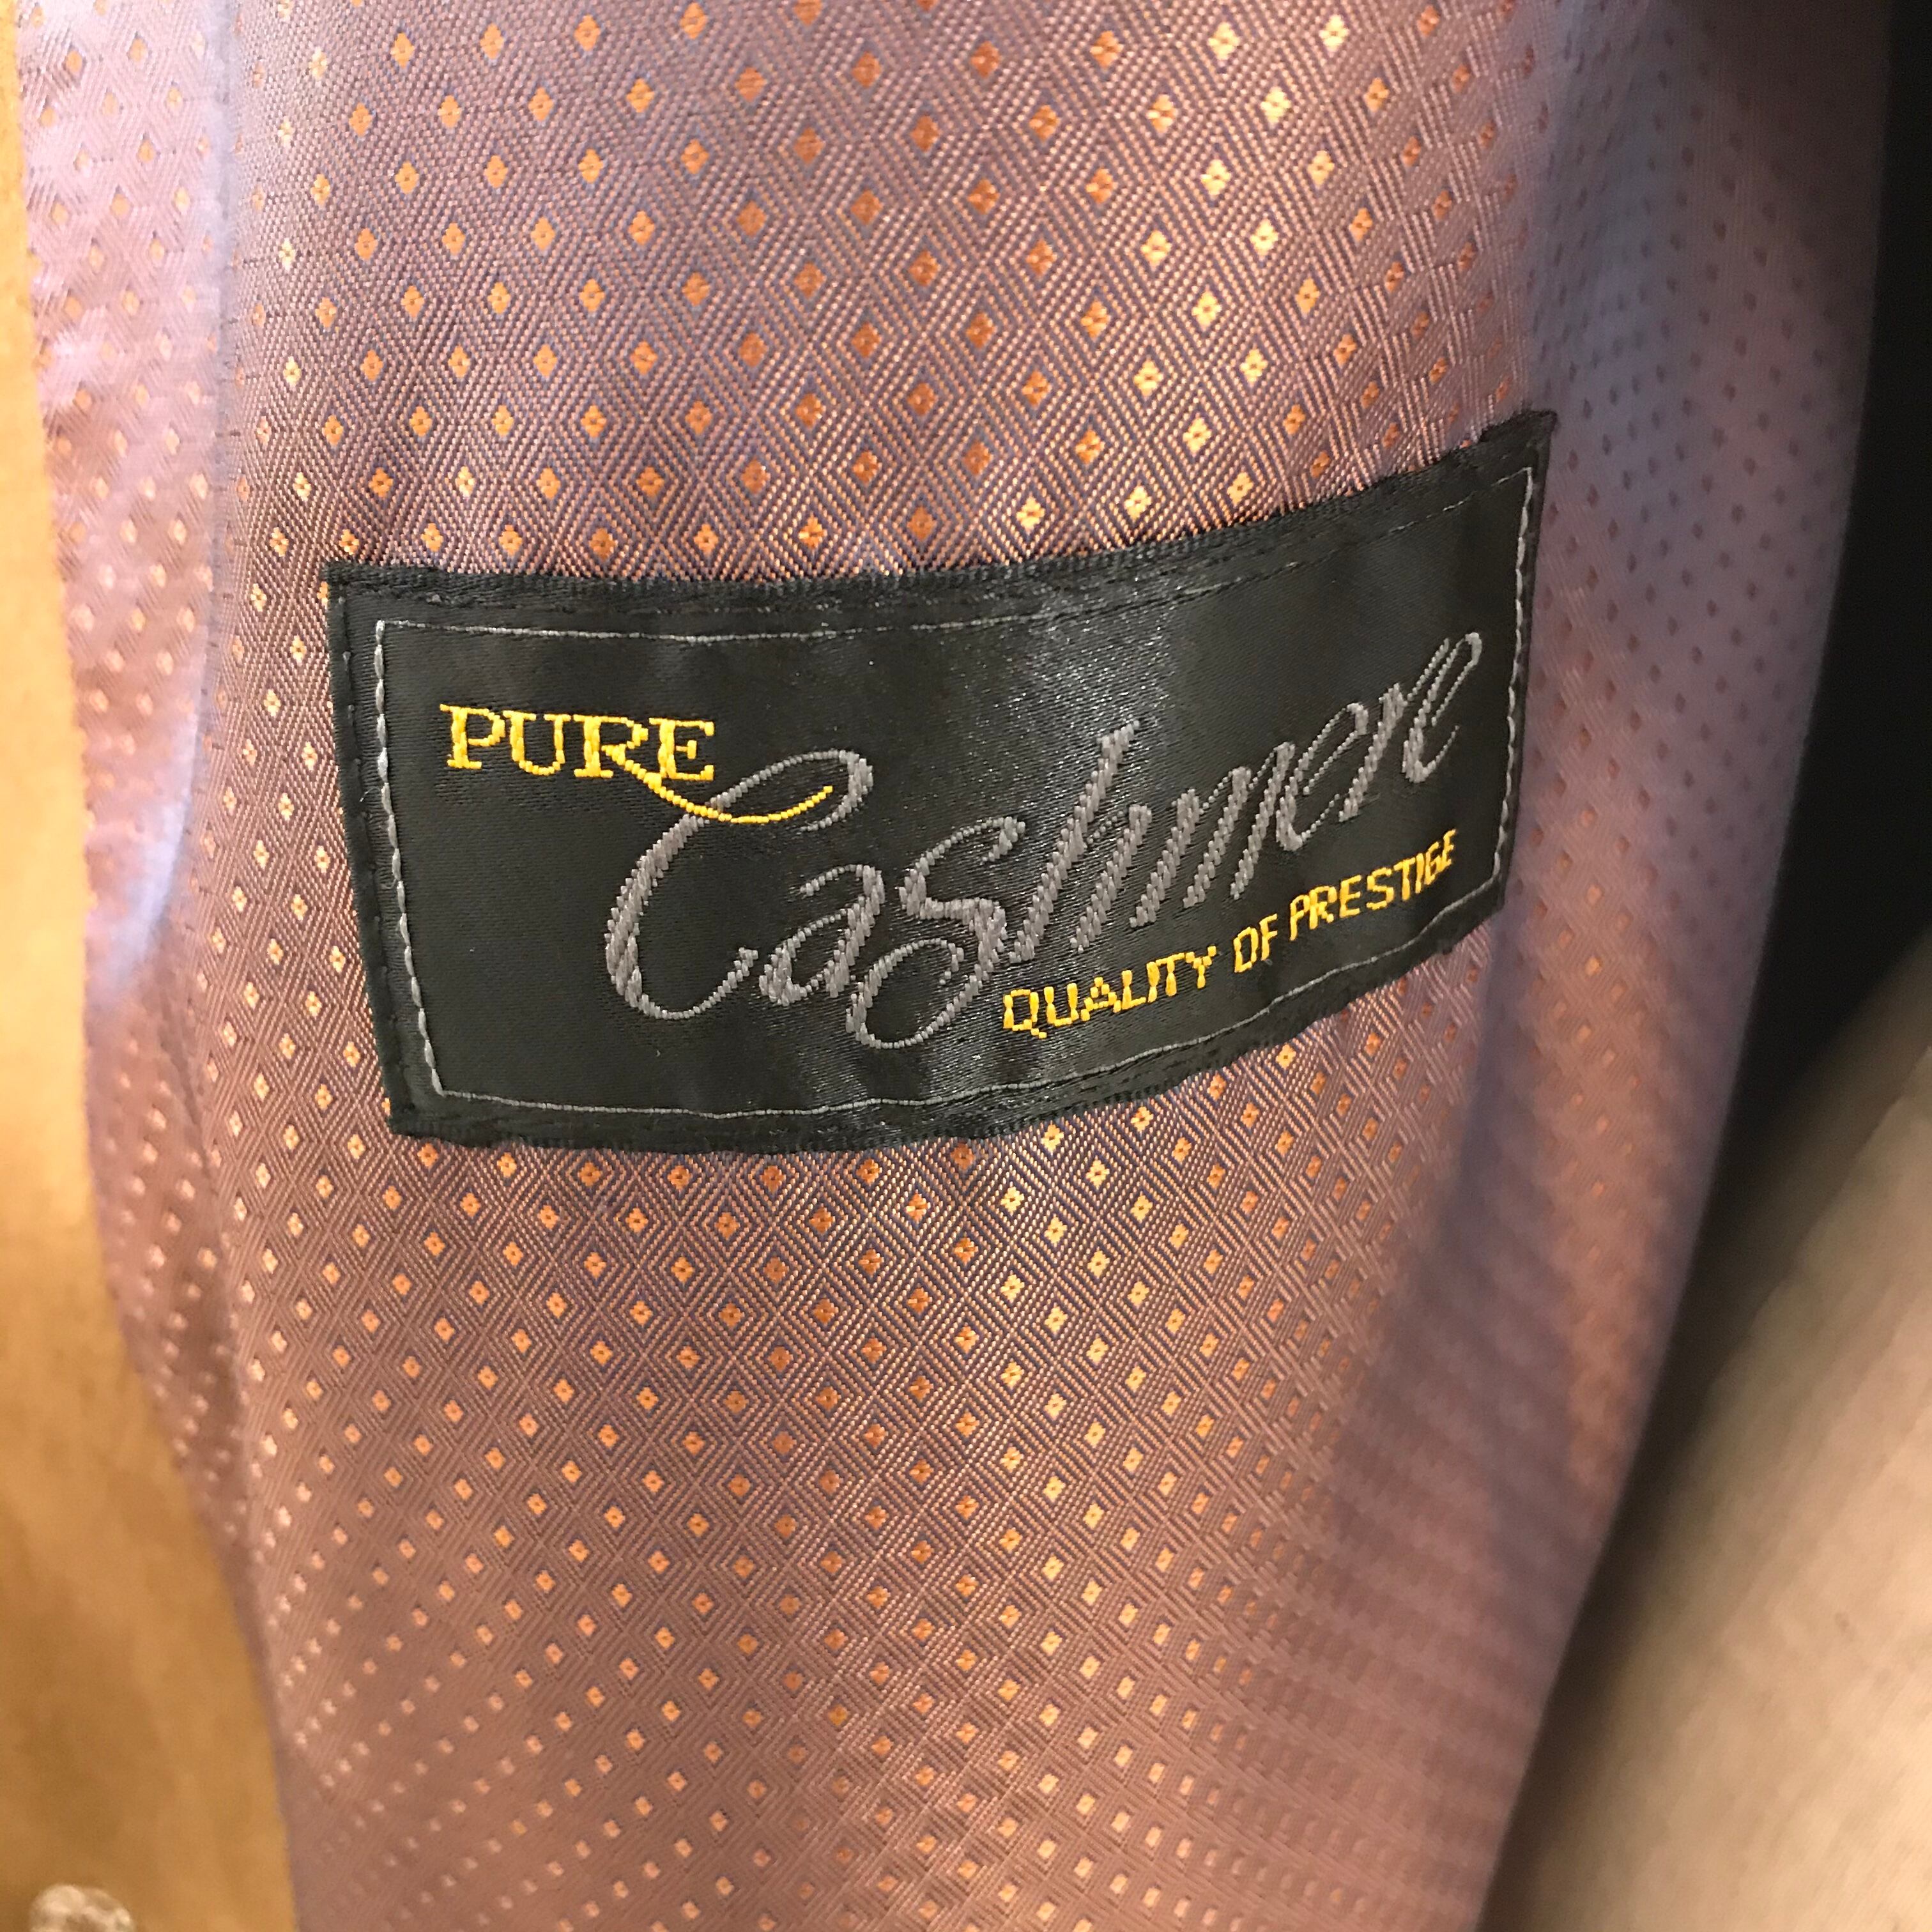 PURE
Cashmere
QUALITY OF PRESTIGE